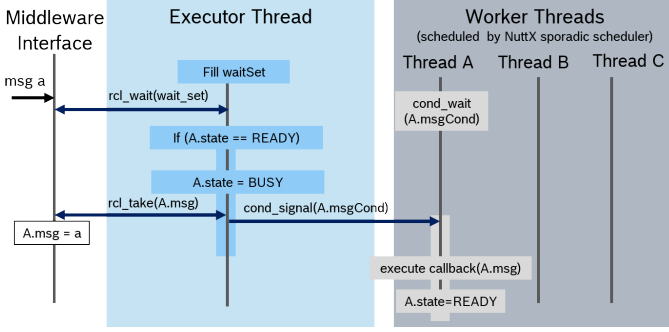 Middleware
Interface
Executor Thread
Worker Threads
(scheduled by NuttX sporadic scheduler)
Thread A
Thread B
Thread C
Fill waitSet
msg a
rcl_wait(wait_set)
cond_wait
(A.msgCond)
If (A.state == READY)
A.state = BUSY
rcl_take(A.msg)
cond_signal(A.msgCond)
A.msg = a
execute callback(A.msg)
A.state=READY